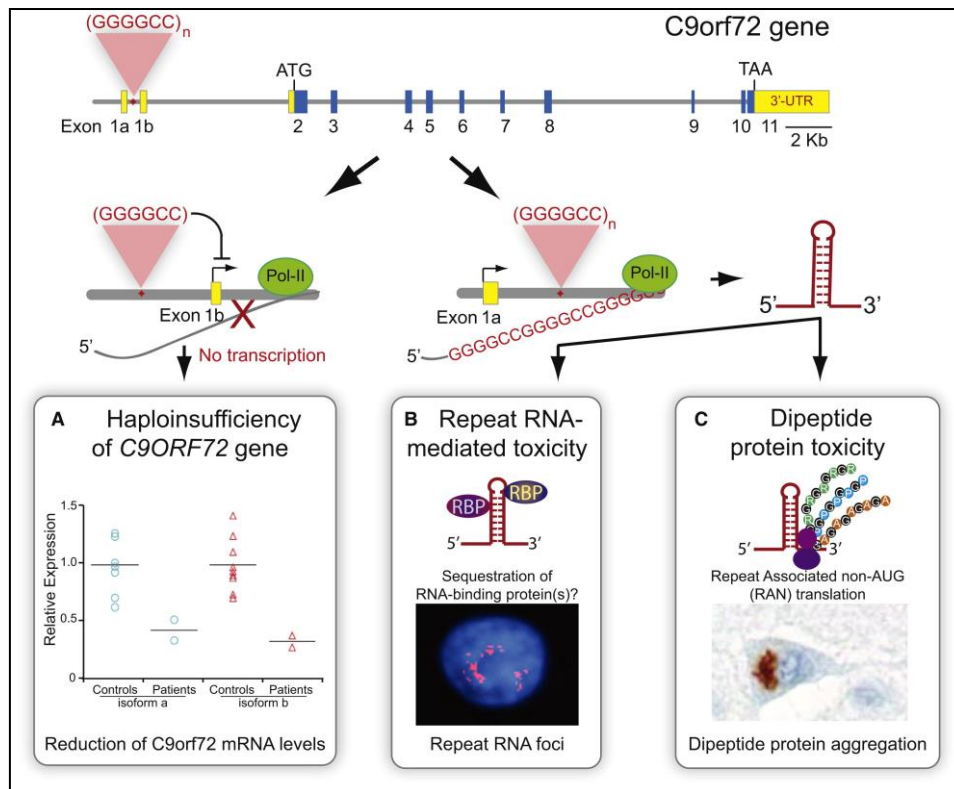 (GGGGCC)n
C9orf72 gene
ATG
TAA
3'-UTR
Exon 1a 1b 2 3 4 5 6 7 8 9 10 11
2 Kb
(GGGGCC)
Pol-II
Exon 1b
X
5'
No transcription
(GGGGCC)n
Pol-II
Exon 1a
5' GGGGCCGGGGCCGGGGCC
5' 3'
A Haploinsufficiency
of C9ORF72 gene
Relative Expression
1.5
1.0
0.5
0
Controls Patients Controls Patients
isoform a isoform b
Reduction of C9orf72 mRNA levels
B Repeat RNA-
mediated toxicity
RBP RBP
5' 3'
Sequestration of
RNA-binding protein(s)?
Repeat RNA foci
C Dipeptide
protein toxicity
5' 3'
Repeat Associated non-AUG
(RAN) translation
Dipeptide protein aggregation